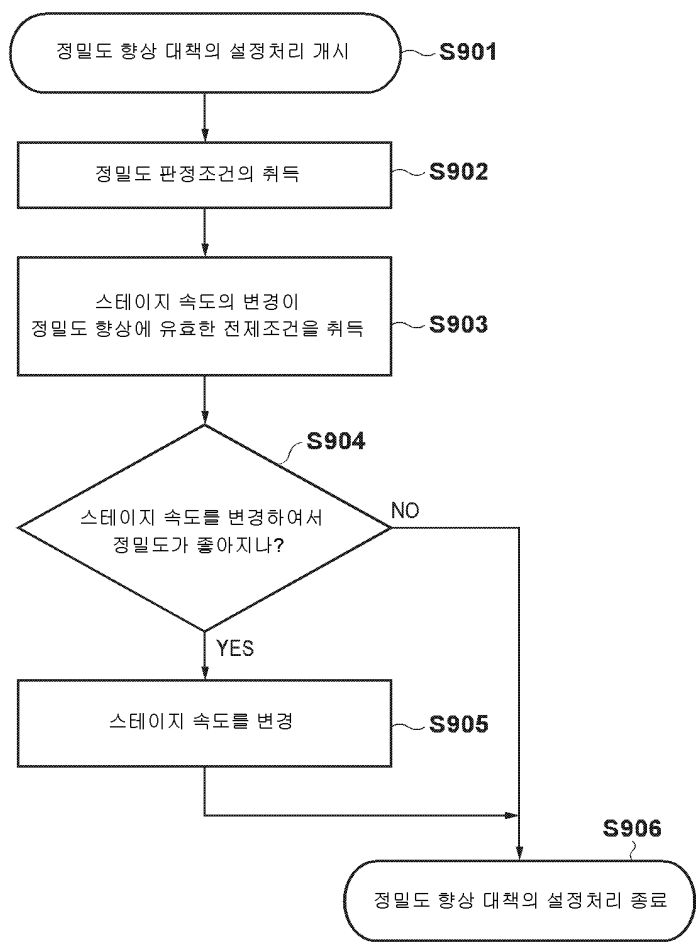 정밀도 향상 대책의 설정처리 개시
S901
정밀도 판정조건의 취득
S902
스테이지 속도의 변경이
정밀도 향상에 유효한 전제조건을 취득
S903
S904
스테이지 속도를 변경하여서
정밀도가 좋아지나?
NO
YES
스테이지 속도를 변경
S905
S906
정밀도 향상 대책의 설정처리 종료